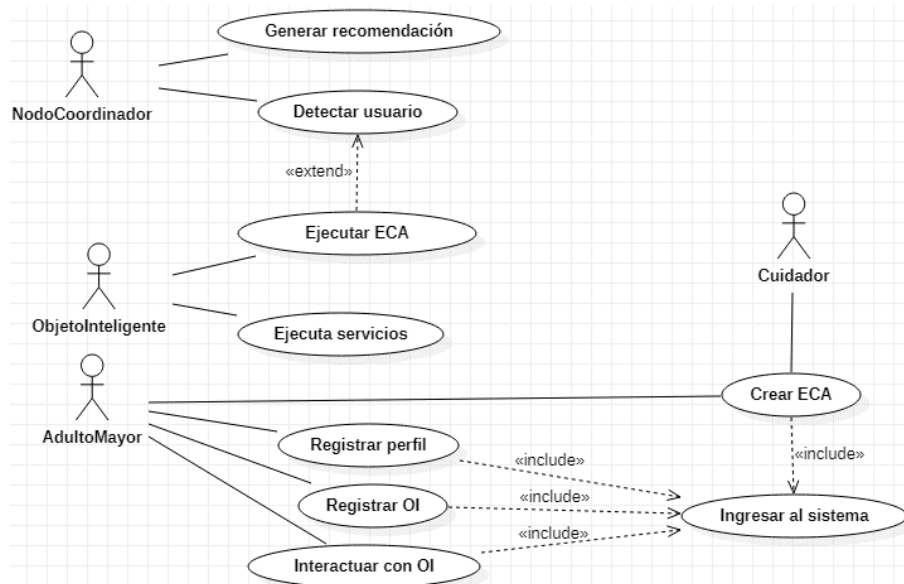 Generar recomendación
NodoCoordinador
Detectar usuario
«extend»
Ejecutar ECA
Cuidador
ObjetoInteligente
Ejecuta servicios
Crear ECA
AdultoMayor
Registrar perfil
«include»
«include»
Registrar OI
«include»
Ingresar al sistema
«include»
Interactuar con OI